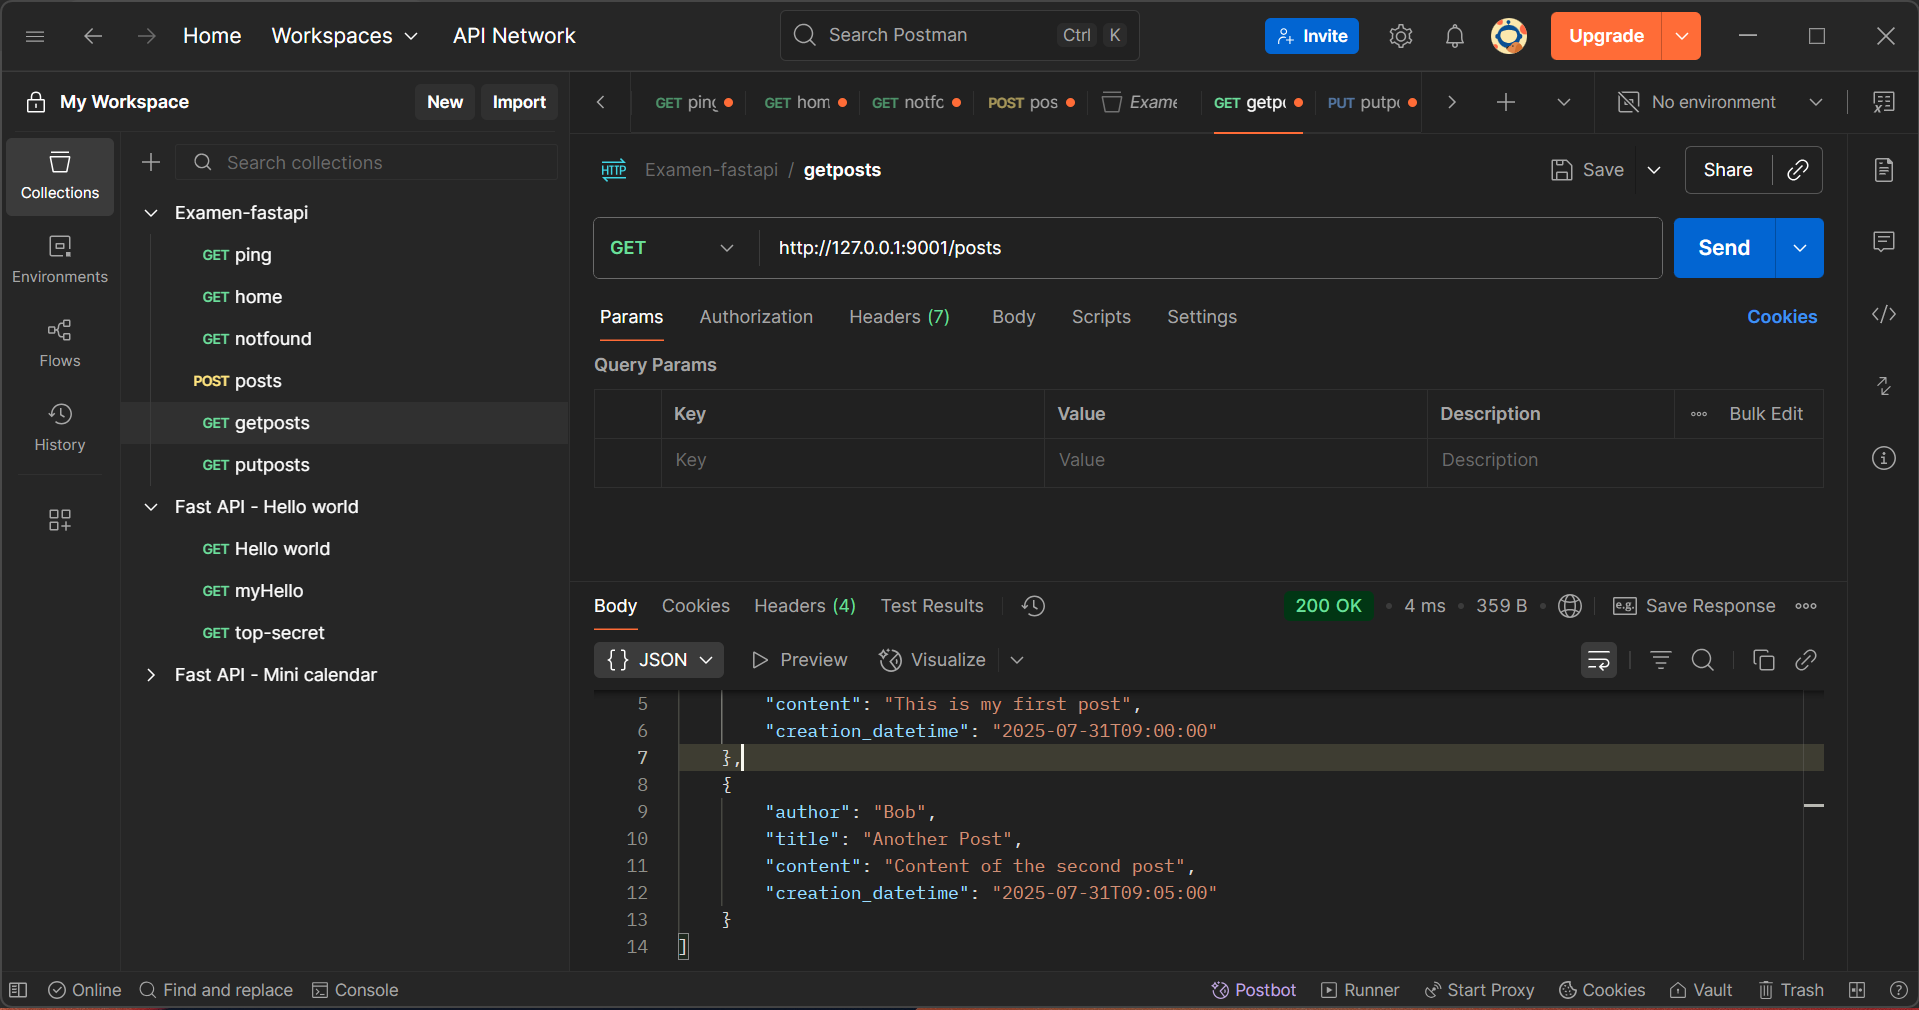 Home Workspaces API Network Search Postman Ctrl K Invite Upgrade
My Workspace New Import
GET ping GET hom GET notfo POST pos Exame GET getpo PUT putpo No environment
Collections
Environments
Flows
History
Search collections
Examen-fastapi
GET ping
GET home
GET notfound
POST posts
GET getposts
GET putposts
Fast API - Hello world
GET Hello world
GET myHello
GET top-secret
Fast API - Mini calendar
HTTP Examen-fastapi / getposts Save Share
GET http://127.0.0.1:9001/posts Send
Params Authorization Headers (7) Body Scripts Settings Cookies
Query Params
Key Value Description Bulk Edit
Key Value Description
Body Cookies Headers (4) Test Results 200 OK • 4 ms • 359 B • e.g. Save Response
{} JSON Preview Visualize
5 "content": "This is my first post",
6 "creation_datetime": "2025-07-31T09:00:00"
7 },
8 {
9 "author": "Bob",
10 "title": "Another Post",
11 "content": "Content of the second post",
12 "creation_datetime": "2025-07-31T09:05:00"
13 }
14 ]
Online Find and replace Console Postbot Runner Start Proxy Cookies Vault Trash